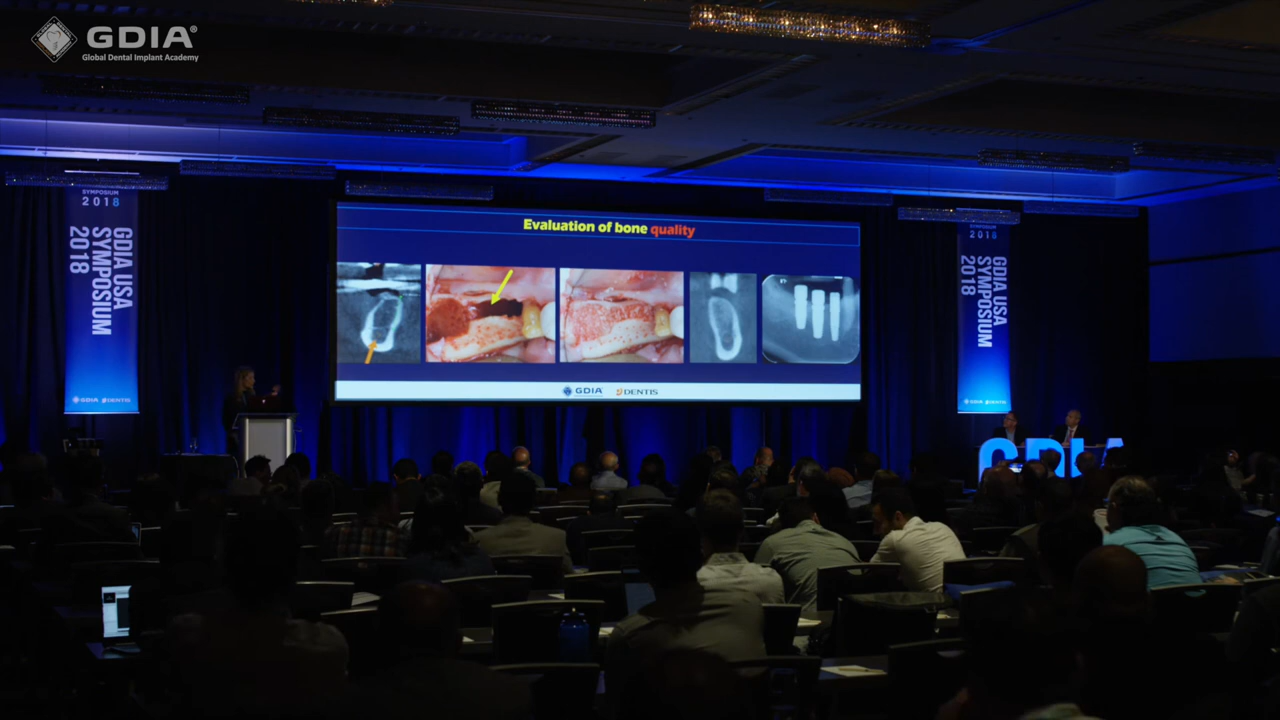 GDIA®
Global Dental Implant Academy
SYMPOSIUM
2018
GDIA USA
SYMPOSIUM
2018
GDIA DENTIS
Evaluation of bone quality
GDIA DENTIS
SYMPOSIUM
2018
GDIA USA
SYMPOSIUM
2018
GDIA DENTIS
GDIA